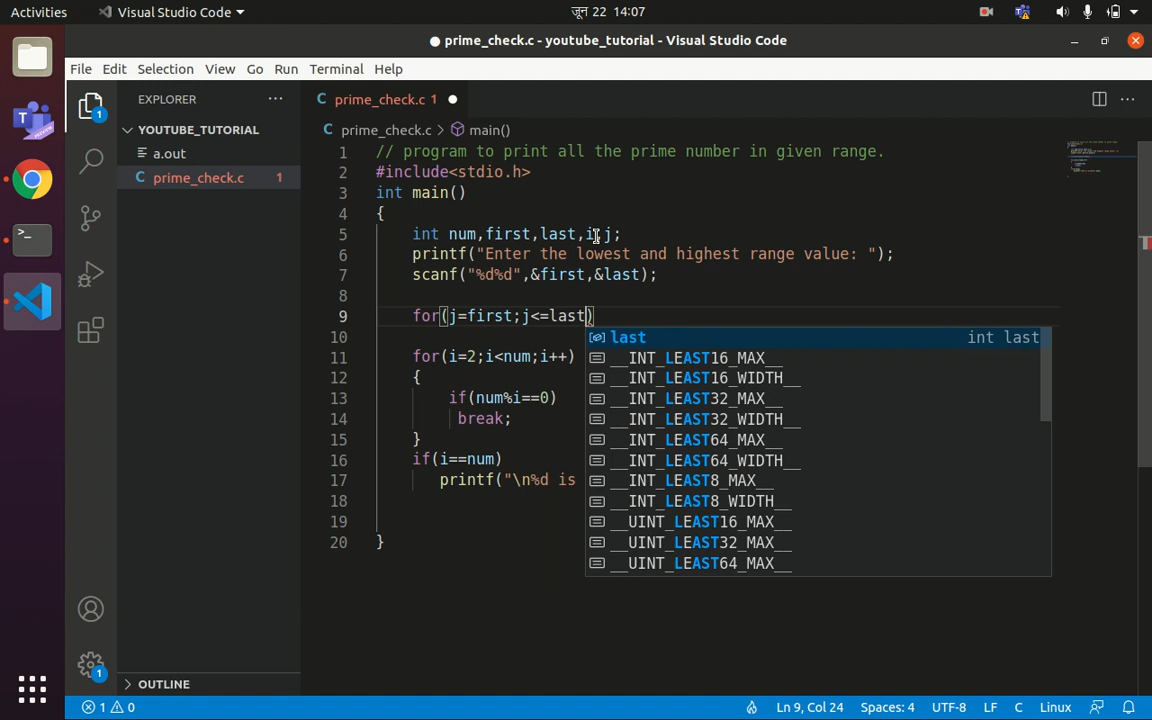 Activities Visual Studio Code जून 22 14:07
prime_check.c - youtube_tutorial - Visual Studio Code
File Edit Selection View Go Run Terminal Help
EXPLORER
prime_check.c 1
YOUTUBE_TUTORIAL
prime_check.c > main()
a.out
prime_check.c 1
1 // program to print all the prime number in given range.
2 #include<stdio.h>
3 int main()
4 {
5 int num,first,last,i,j;
6 printf("Enter the lowest and highest range value: ");
7 scanf("%d%d",&first,&last);
8
9 for(j=first;j<=last)
10
11 for(i=2;i<num;i++)
12 {
13 if(num%i==0)
14 break;
15 }
16 if(i==num)
17 printf("\n%d is
18
19
20 }
last int last
__INT_LEAST16_MAX__
__INT_LEAST16_WIDTH__
__INT_LEAST32_MAX__
__INT_LEAST32_WIDTH__
__INT_LEAST64_MAX__
__INT_LEAST64_WIDTH__
__INT_LEAST8_MAX__
__INT_LEAST8_WIDTH__
__UINT_LEAST16_MAX__
__UINT_LEAST32_MAX__
__UINT_LEAST64_MAX__
OUTLINE
1 0 Ln 9, Col 24 Spaces: 4 UTF-8 LF C Linux